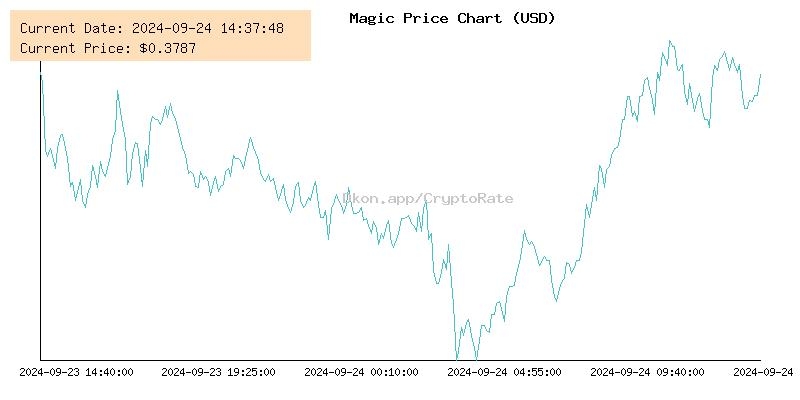 Magic Price Chart (USD)
Current Date: 2024-09-24 14:37:48
Current Price: $0.3787
Dkon.app/CryptoRate
2024-09-23 14:40:00 2024-09-23 19:25:00 2024-09-24 00:10:00 2024-09-24 04:55:00 2024-09-24 09:40:00 2024-09-24